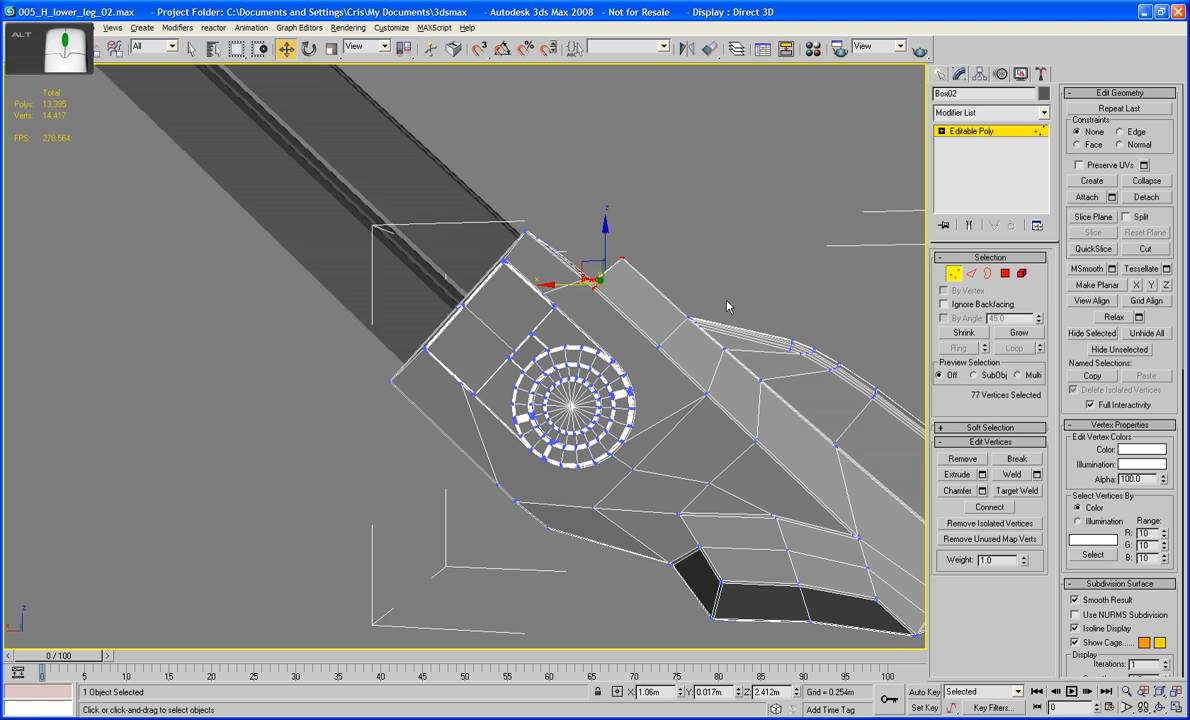 005_H_lower_leg_02.max - Project Folder: C:\Documents and Settings\Cris\My Documents\3dsmax - Autodesk 3ds Max 2008 - Not for Resale - Display : Direct 3D
Views Create Modifiers reactor Animation Graph Editors Rendering Customize MAXScript Help
ALT
All
View
View
Total
Polys: 13,395
Verts: 14,417
FPS: 278.564
Box02
Modifier List
Editable Poly
Selection
By Vertex
Ignore Backfacing
By Angle: 45.0
Shrink Grow
Ring Loop
Preview Selection
Off SubObj Multi
77 Vertices Selected
Soft Selection
Edit Vertices
Remove Break
Extrude Weld
Chamfer Target Weld
Connect
Remove Isolated Vertices
Remove Unused Map Verts
Weight: 1.0
Edit Geometry
Repeat Last
Constraints
None Edge
Face Normal
Preserve UVs
Create Collapse
Attach Detach
Slice Plane Split
Slice Reset Plane
QuickSlice Cut
MSmooth Tessellate
Make Planar X Y Z
View Align Grid Align
Relax
Hide Selected Unhide All
Hide Unselected
Named Selections:
Copy Paste
Delete Isolated Vertices
Full Interactivity
Vertex Properties
Edit Vertex Colors
Color:
Illumination:
Alpha: 100.0
Select Vertices By
Color
Illumination
Range:
R: 10
G: 10
B: 10
Select
Subdivision Surface
Smooth Result
Use NURMS Subdivision
Isoline Display
Show Cage......
Display
Iterations: 1
z
x
z
x
0 / 100
0 5 10 15 20 25 30 35 40 45 50 55 60 65 70 75 80 85 90 95 100
1 Object Selected X: 1.06m Y: 0.017m Z: 2.412m Grid = 0.254m Auto Key Selected
Click or click-and-drag to select objects Add Time Tag Set Key Key Filters... 0